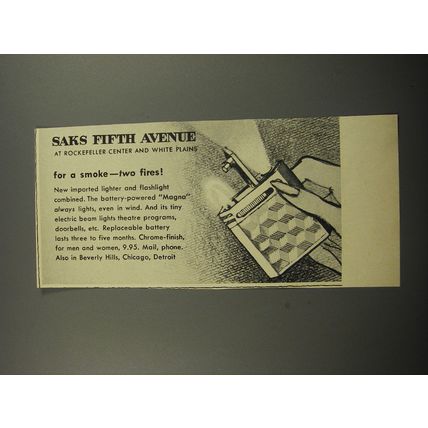 SAKS FIFTH AVENUE
AT ROCKEFELLER CENTER AND WHITE PLAINS
for a smoke—two fires!
New imported lighter and flashlight
combined. The battery-powered "Magna"
always lights, even in wind. And its tiny
electric beam lights theatre programs,
doorbells, etc. Replaceable battery
lasts three to five months. Chrome-finish,
for men and women, 9.95. Mail, phone.
Also in Beverly Hills, Chicago, Detroit